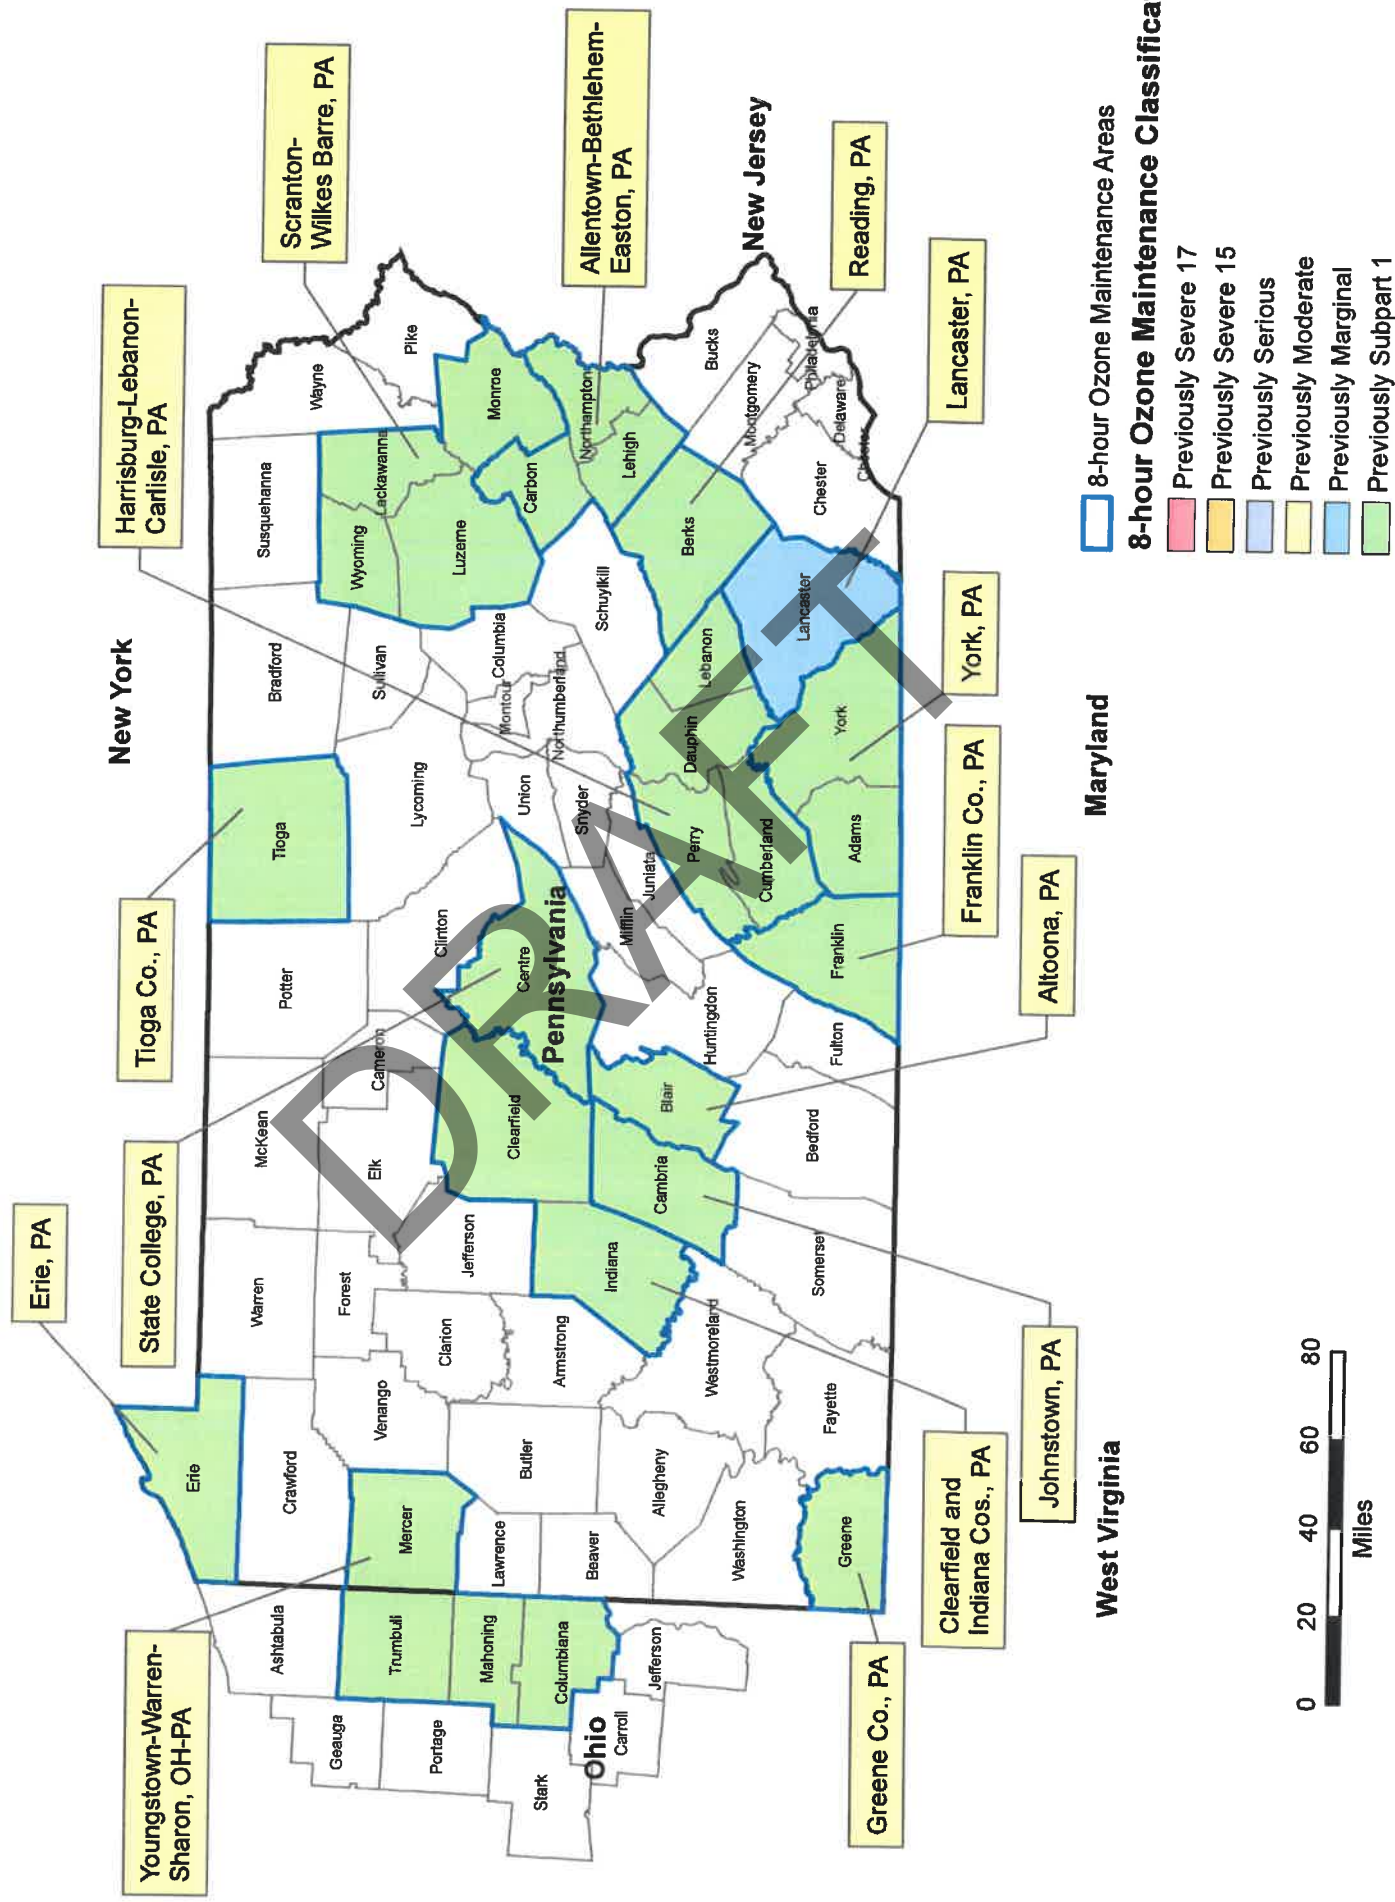 New York
Erie, PA
State College, PA
Tioga Co., PA
Harrisburg-Lebanon-
Carlisle, PA
Scranton-
Wilkes Barre, PA
Youngstown-Warren-
Sharon, OH-PA
Allentown-Bethlehem-
Easton, PA
New Jersey
Reading, PA
Lancaster, PA
York, PA
Franklin Co., PA
Altoona, PA
Johnstown, PA
Clearfield and
Indiana Cos., PA
Greene Co., PA
Ohio
Pennsylvania
Maryland
West Virginia
Ashtabula
Geauga
Trumbull
Portage
Mahoning
Stark
Columbiana
Carroll
Jefferson
Erie
Crawford
Mercer
Lawrence
Beaver
Washington
Greene
Warren
Forest
Venango
Clarion
Butler
Armstrong
Allegheny
Westmoreland
Fayette
McKean
Elk
Jefferson
Indiana
Cambria
Somerset
Potter
Cameron
Clearfield
Clinton
Centre
Blair
Huntingdon
Bedford
Fulton
Franklin
Tioga
Lycoming
Union
Snyder
Mifflin
Juniata
Perry
Cumberland
Adams
Bradford
Sullivan
Columbia
Montour
Northumberland
Dauphin
Lebanon
York
Susquehanna
Wyoming
Lackawanna
Luzerne
Schuylkill
Carbon
Berks
Lancaster
Wayne
Pike
Monroe
Northampton
Lehigh
Bucks
Montgomery
Philadelphia
Delaware
Chester
Chester
DRAFT
8-hour Ozone Maintenance Areas
8-hour Ozone Maintenance Classifica
Previously Severe 17
Previously Severe 15
Previously Serious
Previously Moderate
Previously Marginal
Previously Subpart 1
0 20 40 60 80
Miles